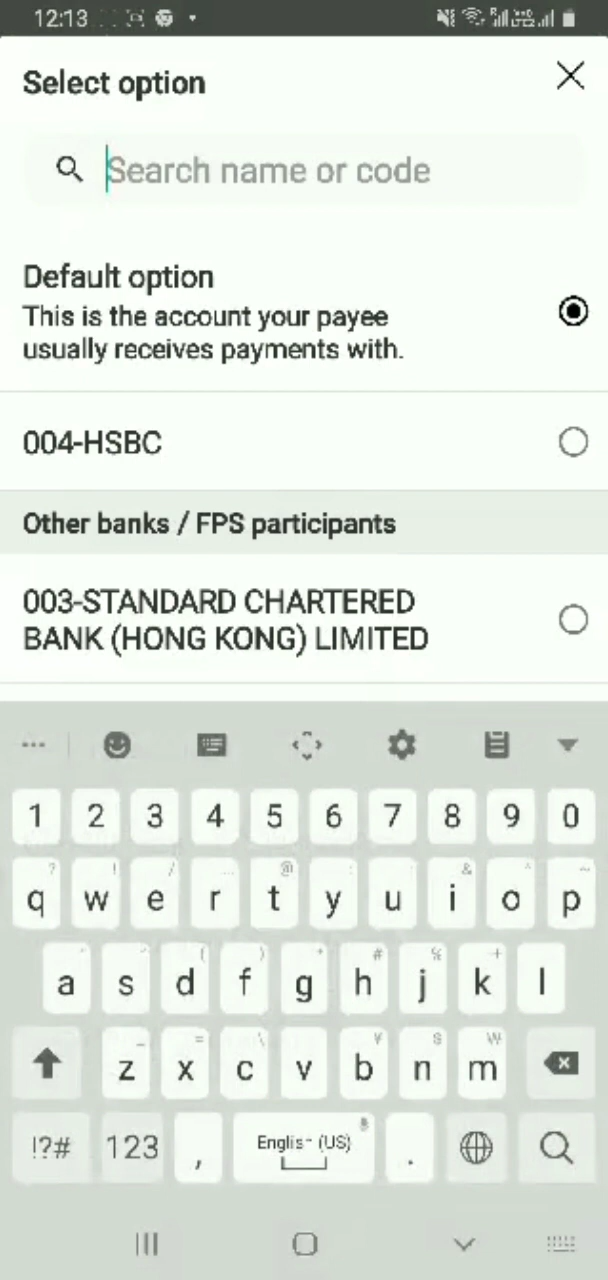 12:13
Select option
Search name or code
Default option
This is the account your payee
usually receives payments with.
004-HSBC
Other banks / FPS participants
003-STANDARD CHARTERED
BANK (HONG KONG) LIMITED
1 2 3 4 5 6 7 8 9 0
q w e r t y u i o p
a s d f g h j k l
z x c v b n m
!?# 123 , English (US) .